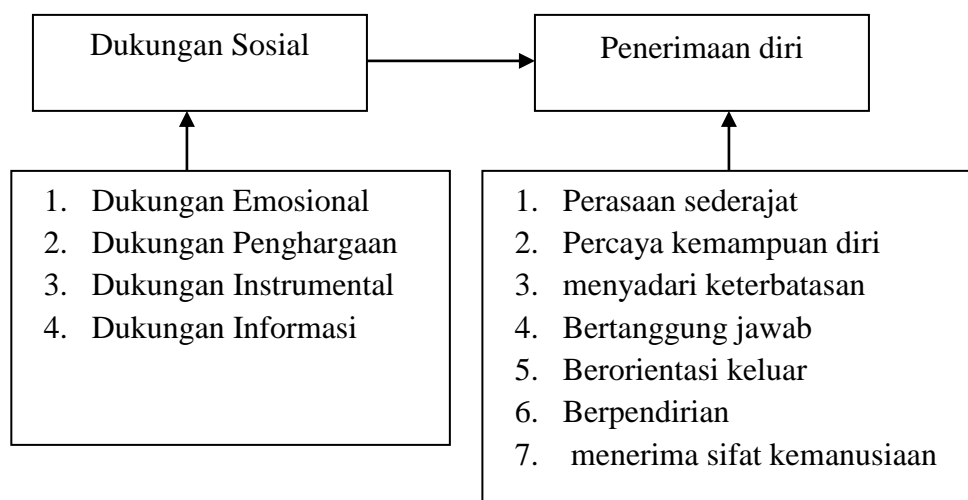 Dukungan Sosial
Penerimaan diri
1. Dukungan Emosional
2. Dukungan Penghargaan
3. Dukungan Instrumental
4. Dukungan Informasi
1. Perasaan sederajat
2. Percaya kemampuan diri
3. menyadari keterbatasan
4. Bertanggung jawab
5. Berorientasi keluar
6. Berpendirian
7. menerima sifat kemanusiaan